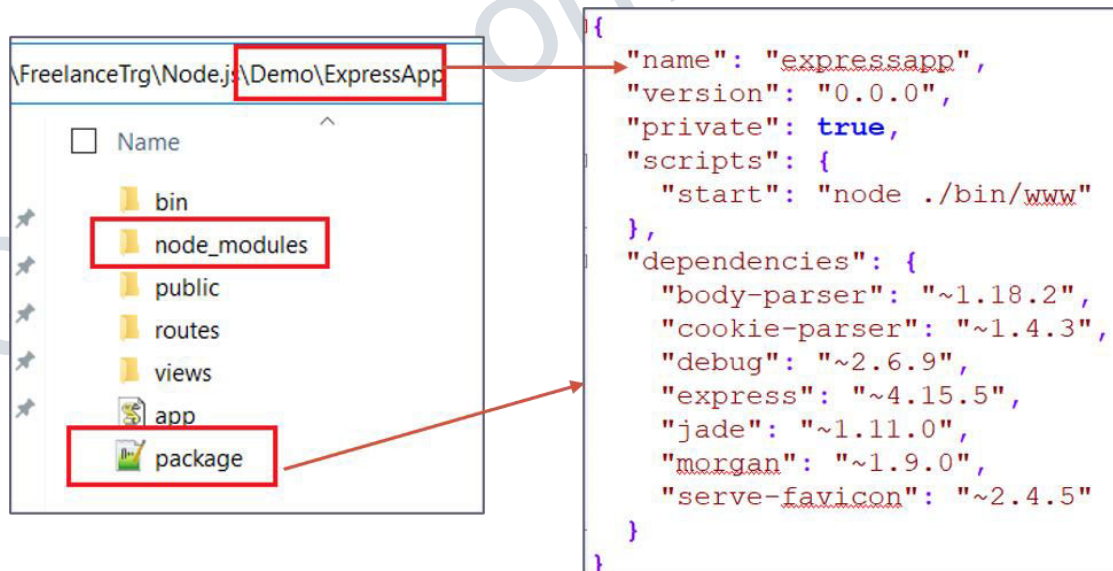 \FreelanceTrg\Node.js\Demo\ExpressApp
Name
bin
node_modules
public
routes
views
app
package
{
"name": "expressapp",
"version": "0.0.0",
"private": true,
"scripts": {
"start": "node ./bin/www"
},
"dependencies": {
"body-parser": "~1.18.2",
"cookie-parser": "~1.4.3",
"debug": "~2.6.9",
"express": "~4.15.5",
"jade": "~1.11.0",
"morgan": "~1.9.0",
"serve-favicon": "~2.4.5"
}
}